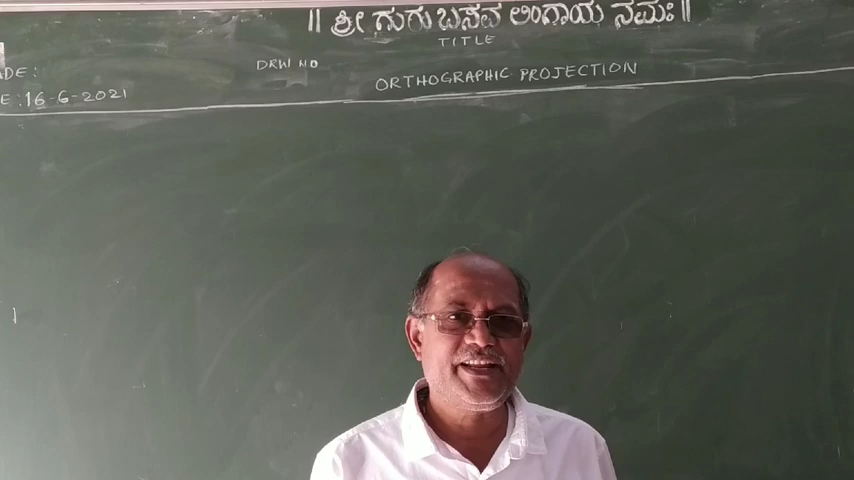 || ಶ್ರೀ ಗುರು ಬಸವ ಲಿಂಗಾಯ ನಮಃ ||
TITLE
DRW NO
ORTHOGRAPHIC PROJECTION
ADE:
E: 16-6-2021